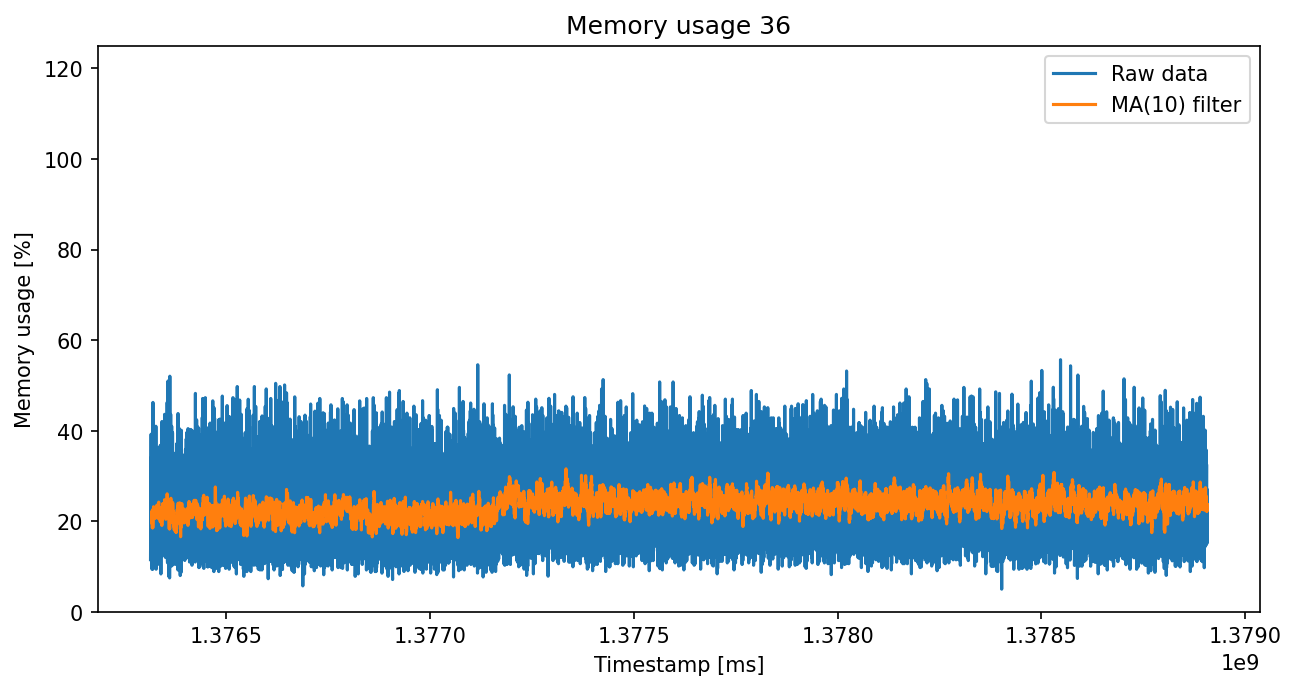 Memory usage 36
Raw data
MA(10) filter
Memory usage [%]
120
100
80
60
40
20
0
1.3765
1.3770
1.3775
1.3780
1.3785
1.3790
1e9
Timestamp [ms]